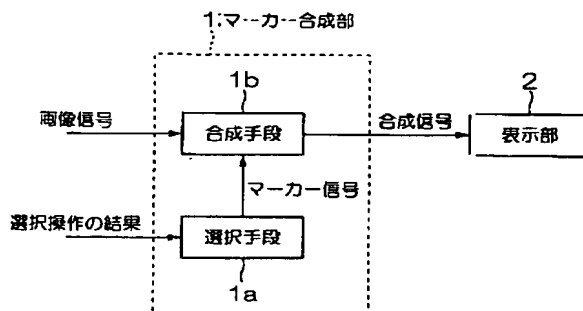 1:マーカー合成部
1b
2
画像信号
合成手段
合成信号
表示部
マーカー信号
選択操作の結果
選択手段
1a